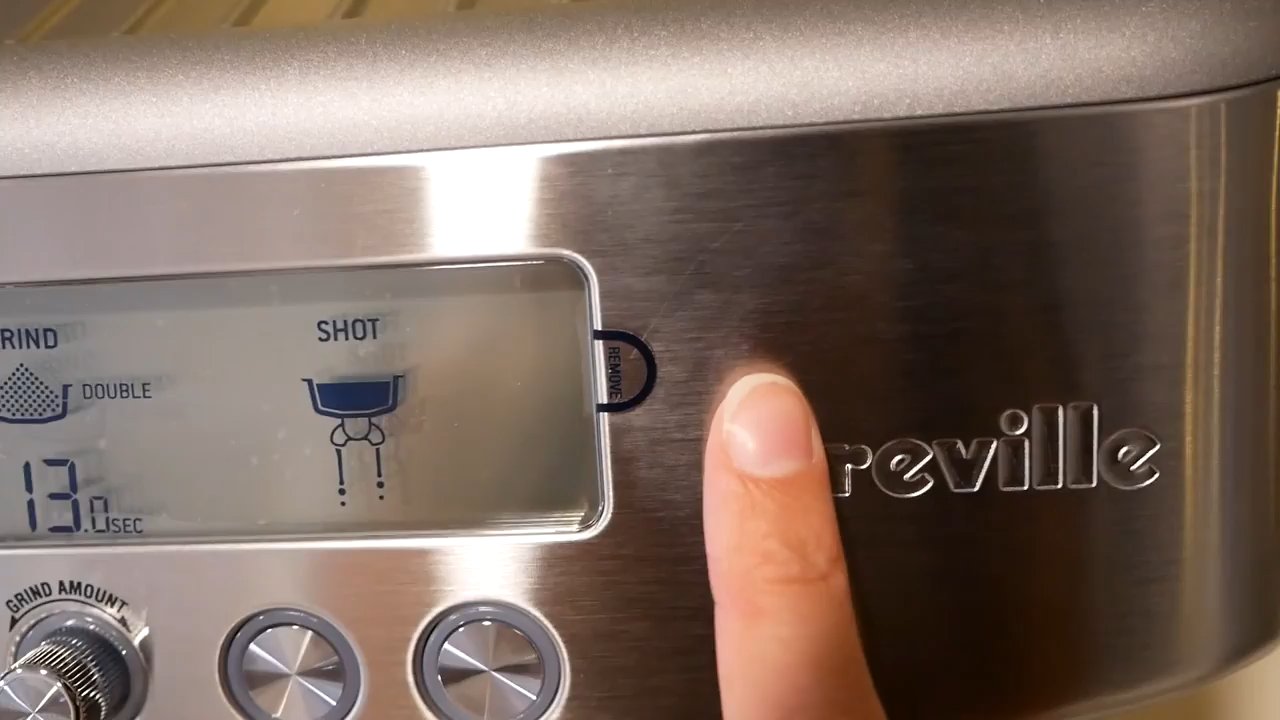 RIND
SHOT
DOUBLE
REMOVE
13.0SEC
GRIND AMOUNT
reville